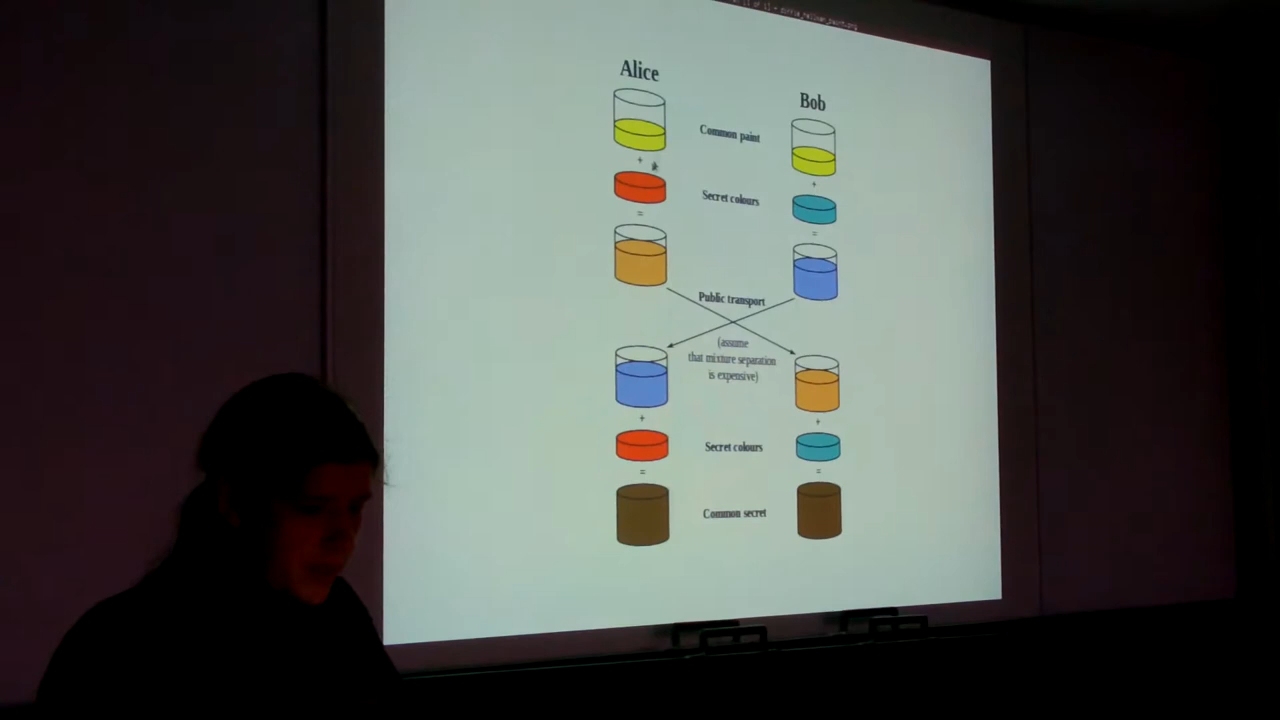 Alice
Bob
Common paint
+
+
Secret colours
=
=
Public transport
(assume
that mixture separation
is expensive)
+
+
Secret colours
=
=
Common secret